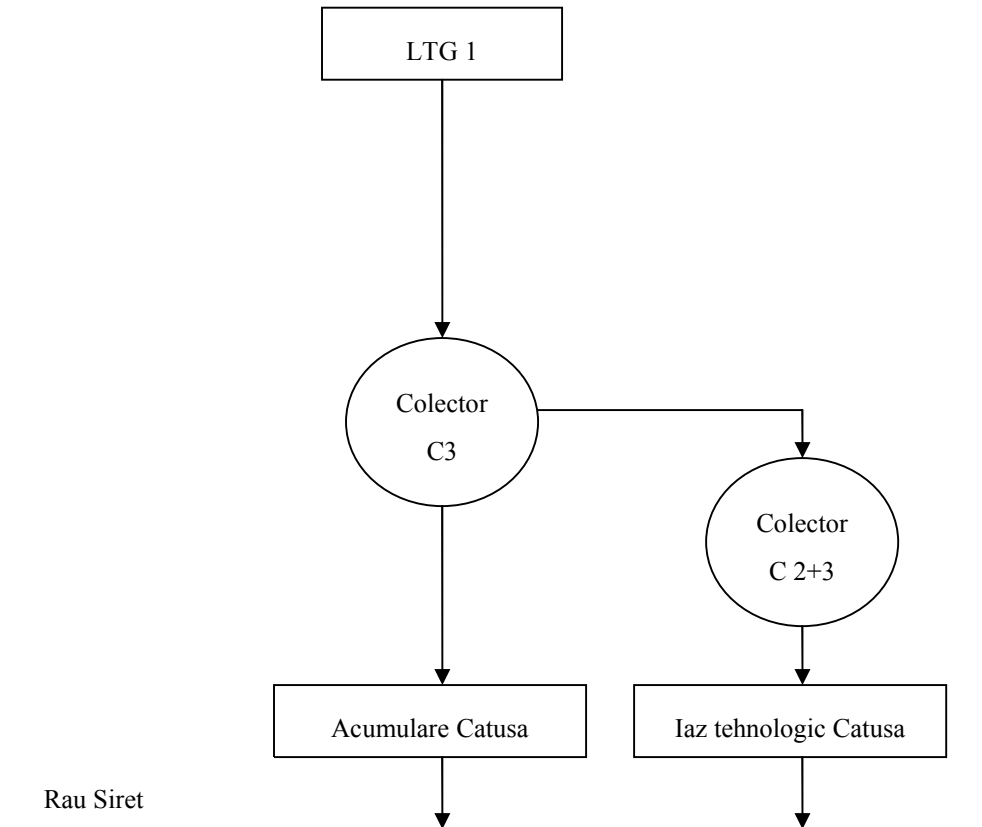 LTG 1
Colector
C3
Colector
C 2+3
Acumulare Catusa
Iaz tehnologic Catusa
Rau Siret